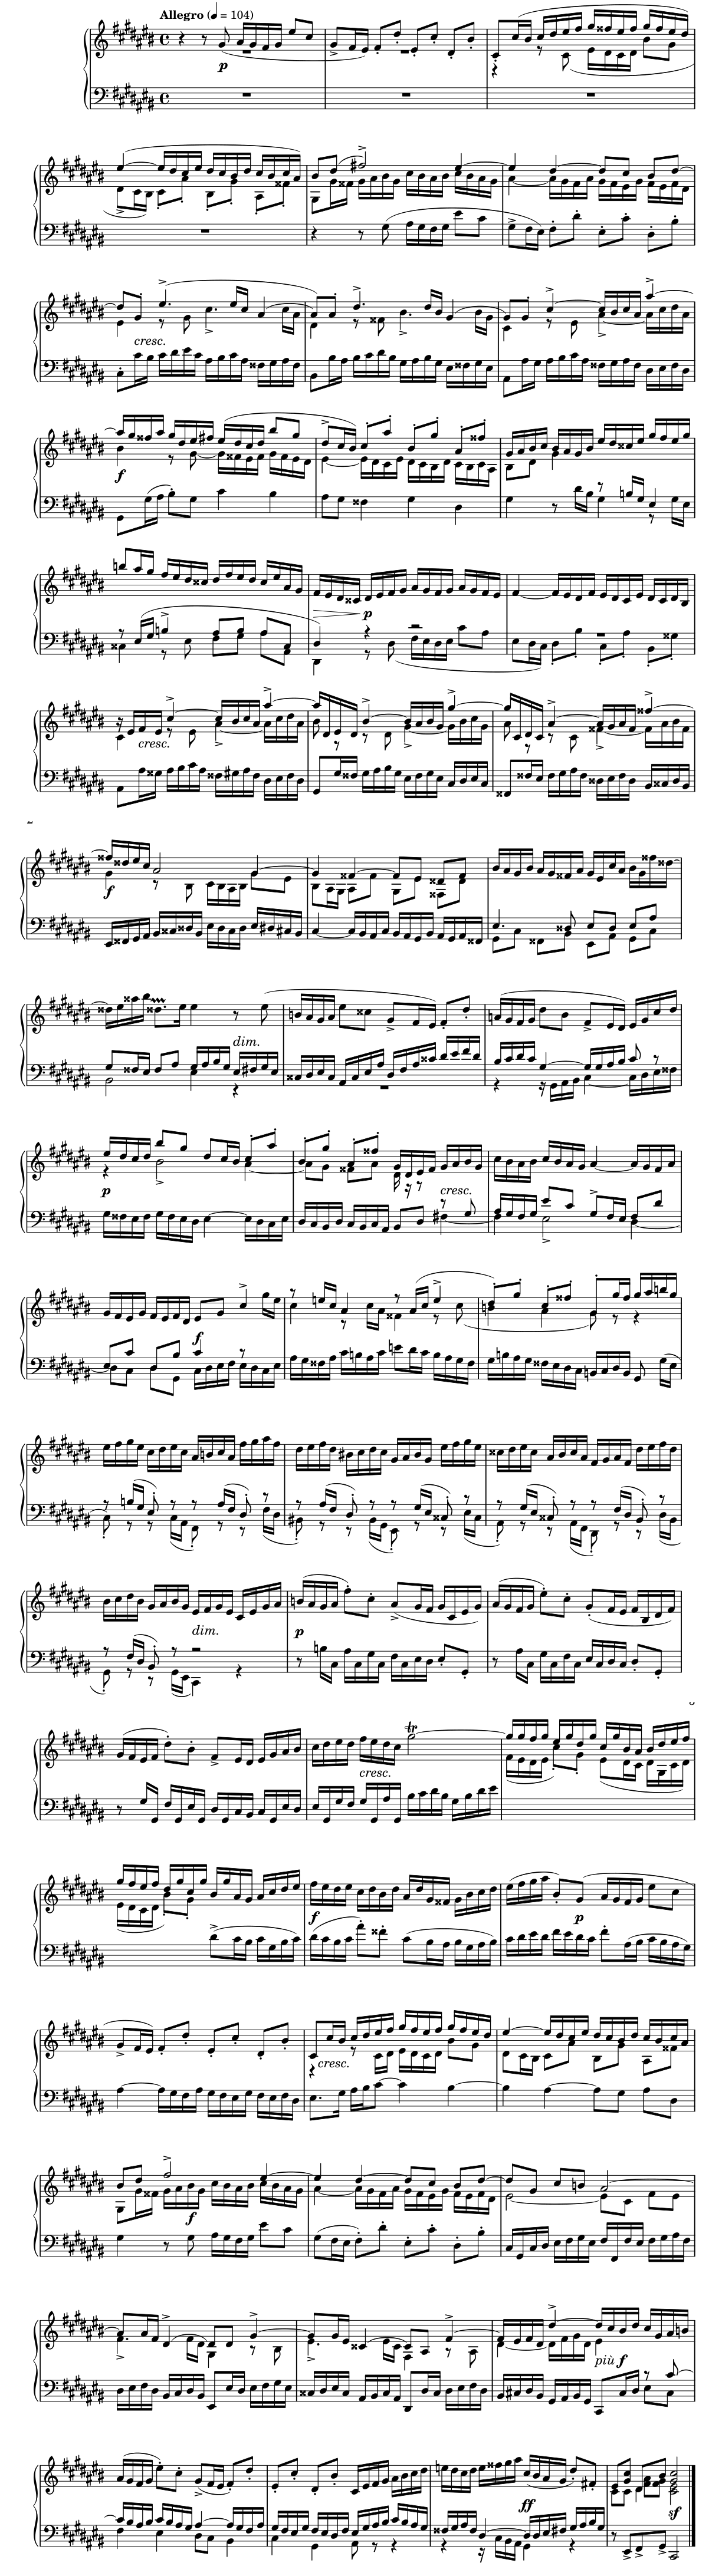 Allegro (♩ = 104)
p
cresc.
f
p
cresc.
f
dim.
p
cresc.
f
dim.
p
cresc.
f
p
cresc.
f
più f
ff
sf